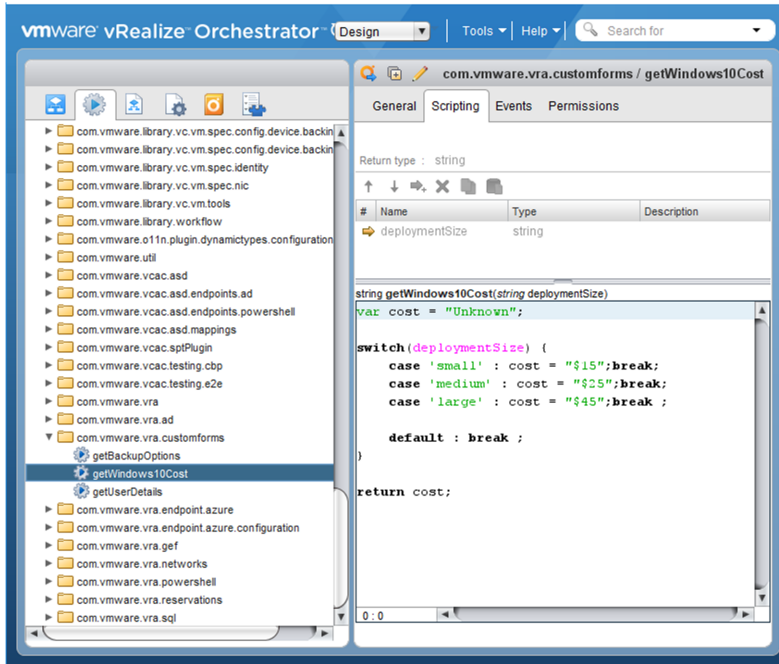 vmware vRealize Orchestrator Design Tools Help Search for
com.vmware.vra.customforms / getWindows10Cost
General Scripting Events Permissions
com.vmware.library.vc.vm.spec.config.device.backin
com.vmware.library.vc.vm.spec.config.device.backin
com.vmware.library.vc.vm.spec.identity
com.vmware.library.vc.vm.spec.nic
com.vmware.library.vc.vm.tools
com.vmware.library.workflow
com.vmware.o11n.plugin.dynamictypes.configuration
com.vmware.util
com.vmware.vcac.asd
com.vmware.vcac.asd.endpoints.ad
com.vmware.vcac.asd.endpoints.powershell
com.vmware.vcac.asd.mappings
com.vmware.vcac.sptPlugin
com.vmware.vcac.testing.cbp
com.vmware.vcac.testing.e2e
com.vmware.vra
com.vmware.vra.ad
com.vmware.vra.customforms
getBackupOptions
getWindows10Cost
getUserDetails
com.vmware.vra.endpoint.azure
com.vmware.vra.endpoint.azure.configuration
com.vmware.vra.gef
com.vmware.vra.networks
com.vmware.vra.powershell
com.vmware.vra.reservations
com.vmware.vra.sql
Return type : string
# Name Type Description
deploymentSize string
string getWindows10Cost(string deploymentSize)
var cost = "Unknown";
switch(deploymentSize) {
case 'small' : cost = "$15";break;
case 'medium' : cost = "$25";break;
case 'large' : cost = "$45";break ;
default : break ;
}
return cost;
0 : 0